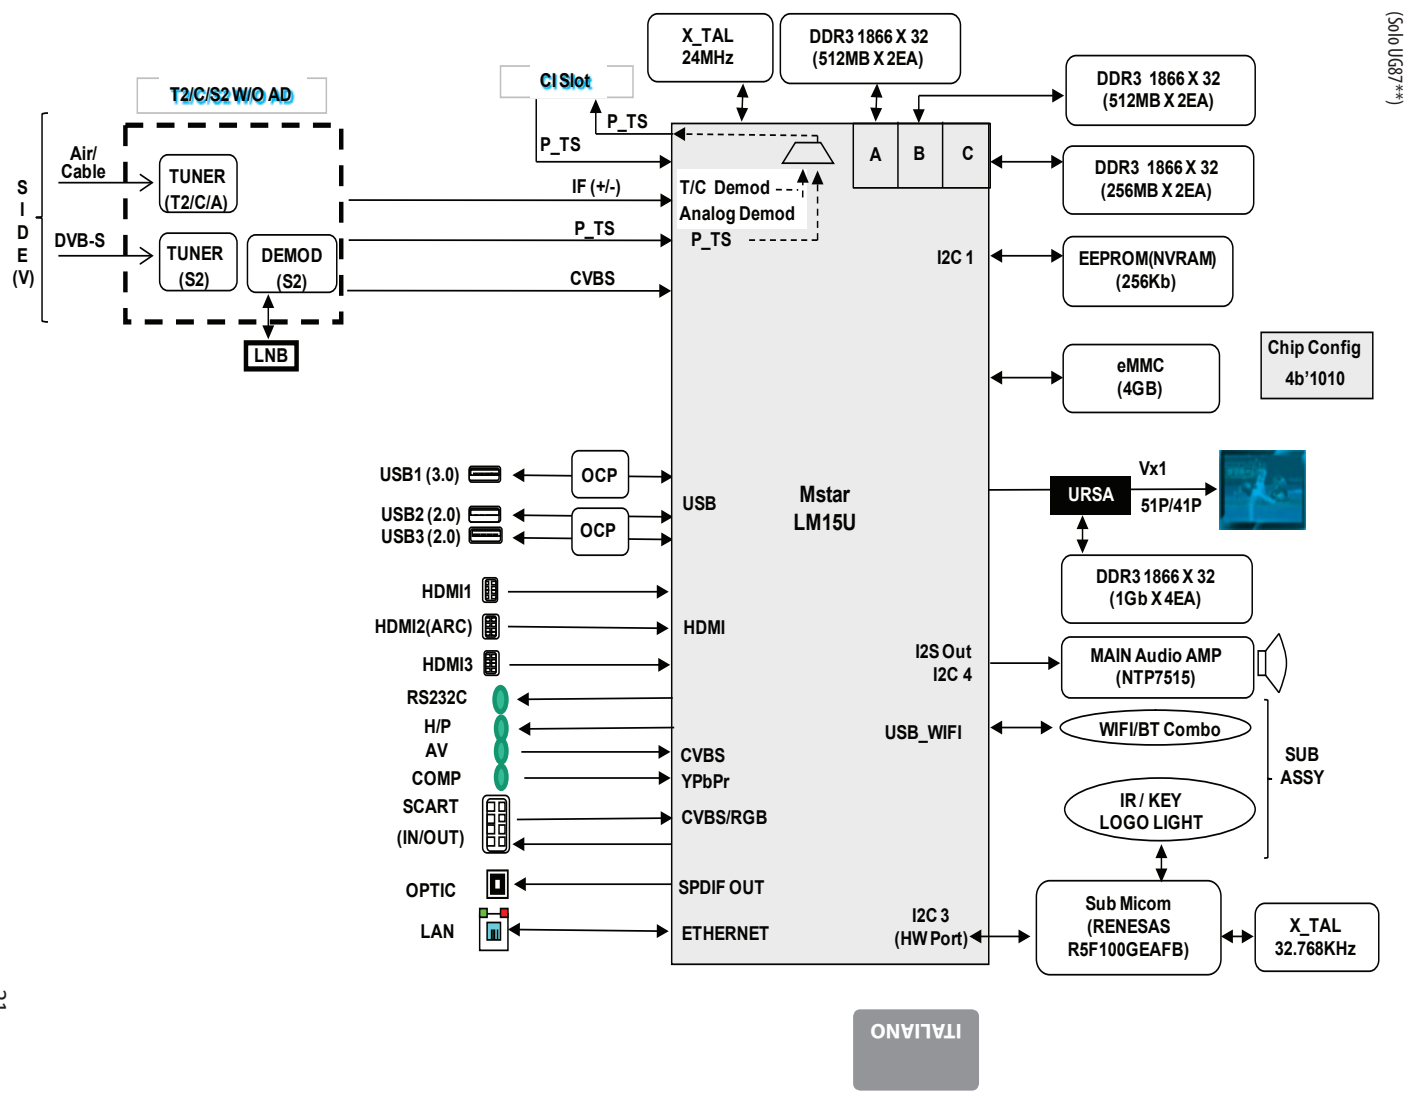 (Solo UG87**)
X_TAL
24MHz
DDR3 1866 X 32
(512MB X 2EA)
DDR3 1866 X 32
(512MB X 2EA)
DDR3 1866 X 32
(256MB X 2EA)
CI Slot
T2/C/S2 W/O AD
P_TS
P_TS
A
B
C
S
I
D
E
(V)
Air/
Cable
DVB-S
TUNER
(T2/C/A)
TUNER
(S2)
DEMOD
(S2)
LNB
IF (+/-)
P_TS
CVBS
T/C Demod
Analog Demod
P_TS
I2C 1
EEPROM(NVRAM)
(256Kb)
eMMC
(4GB)
Chip Config
4b'1010
USB1 (3.0)
OCP
USB2 (2.0)
USB3 (2.0)
OCP
USB
Mstar
LM15U
URSA
Vx1
51P/41P
DDR3 1866 X 32
(1Gb X 4EA)
HDMI1
HDMI2(ARC)
HDMI3
HDMI
I2S Out
I2C 4
MAIN Audio AMP
(NTP7515)
RS232C
H/P
AV
COMP
CVBS
YPbPr
USB_WIFI
WIFI/BT Combo
SUB
ASSY
SCART
(IN/OUT)
CVBS/RGB
IR / KEY
LOGO LIGHT
OPTIC
SPDIF OUT
LAN
ETHERNET
I2C 3
(HW Port)
Sub Micom
(RENESAS
R5F100GEAFB)
X_TAL
32.768KHz
ITALIANO